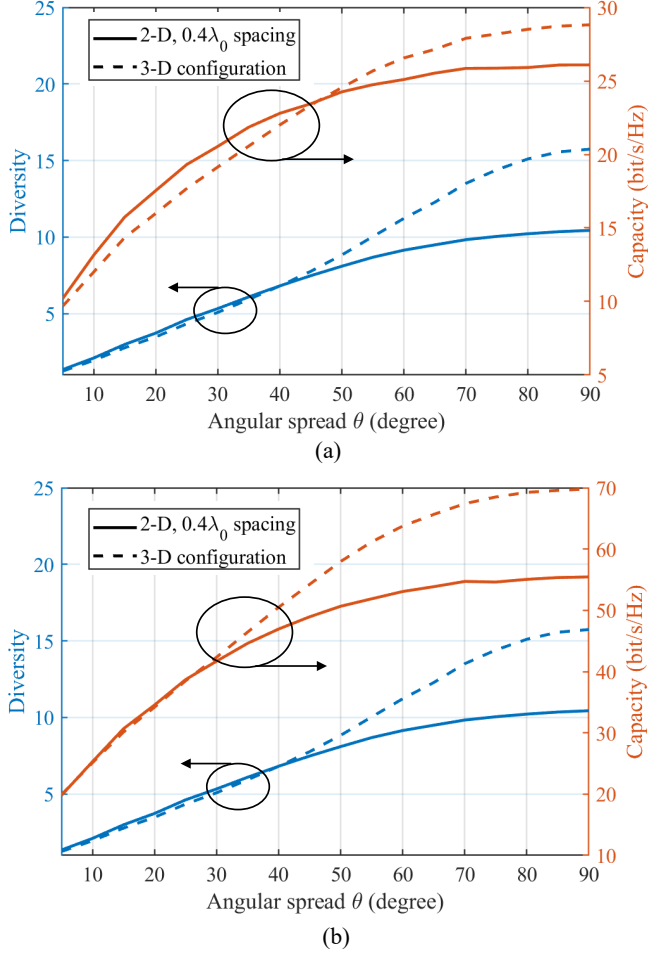 30
25
2-D, 0.4λ0 spacing
3-D configuration
25
20
Diversity
15
20
Capacity (bit/s/Hz)
15
10
10
5
5
10 20 30 40 50 60 70 80 90
Angular spread θ (degree)
(a)
25
70
2-D, 0.4λ0 spacing
3-D configuration
60
20
50
Diversity
15
40
Capacity (bit/s/Hz)
10
30
5
20
10
10 20 30 40 50 60 70 80 90
Angular spread θ (degree)
(b)